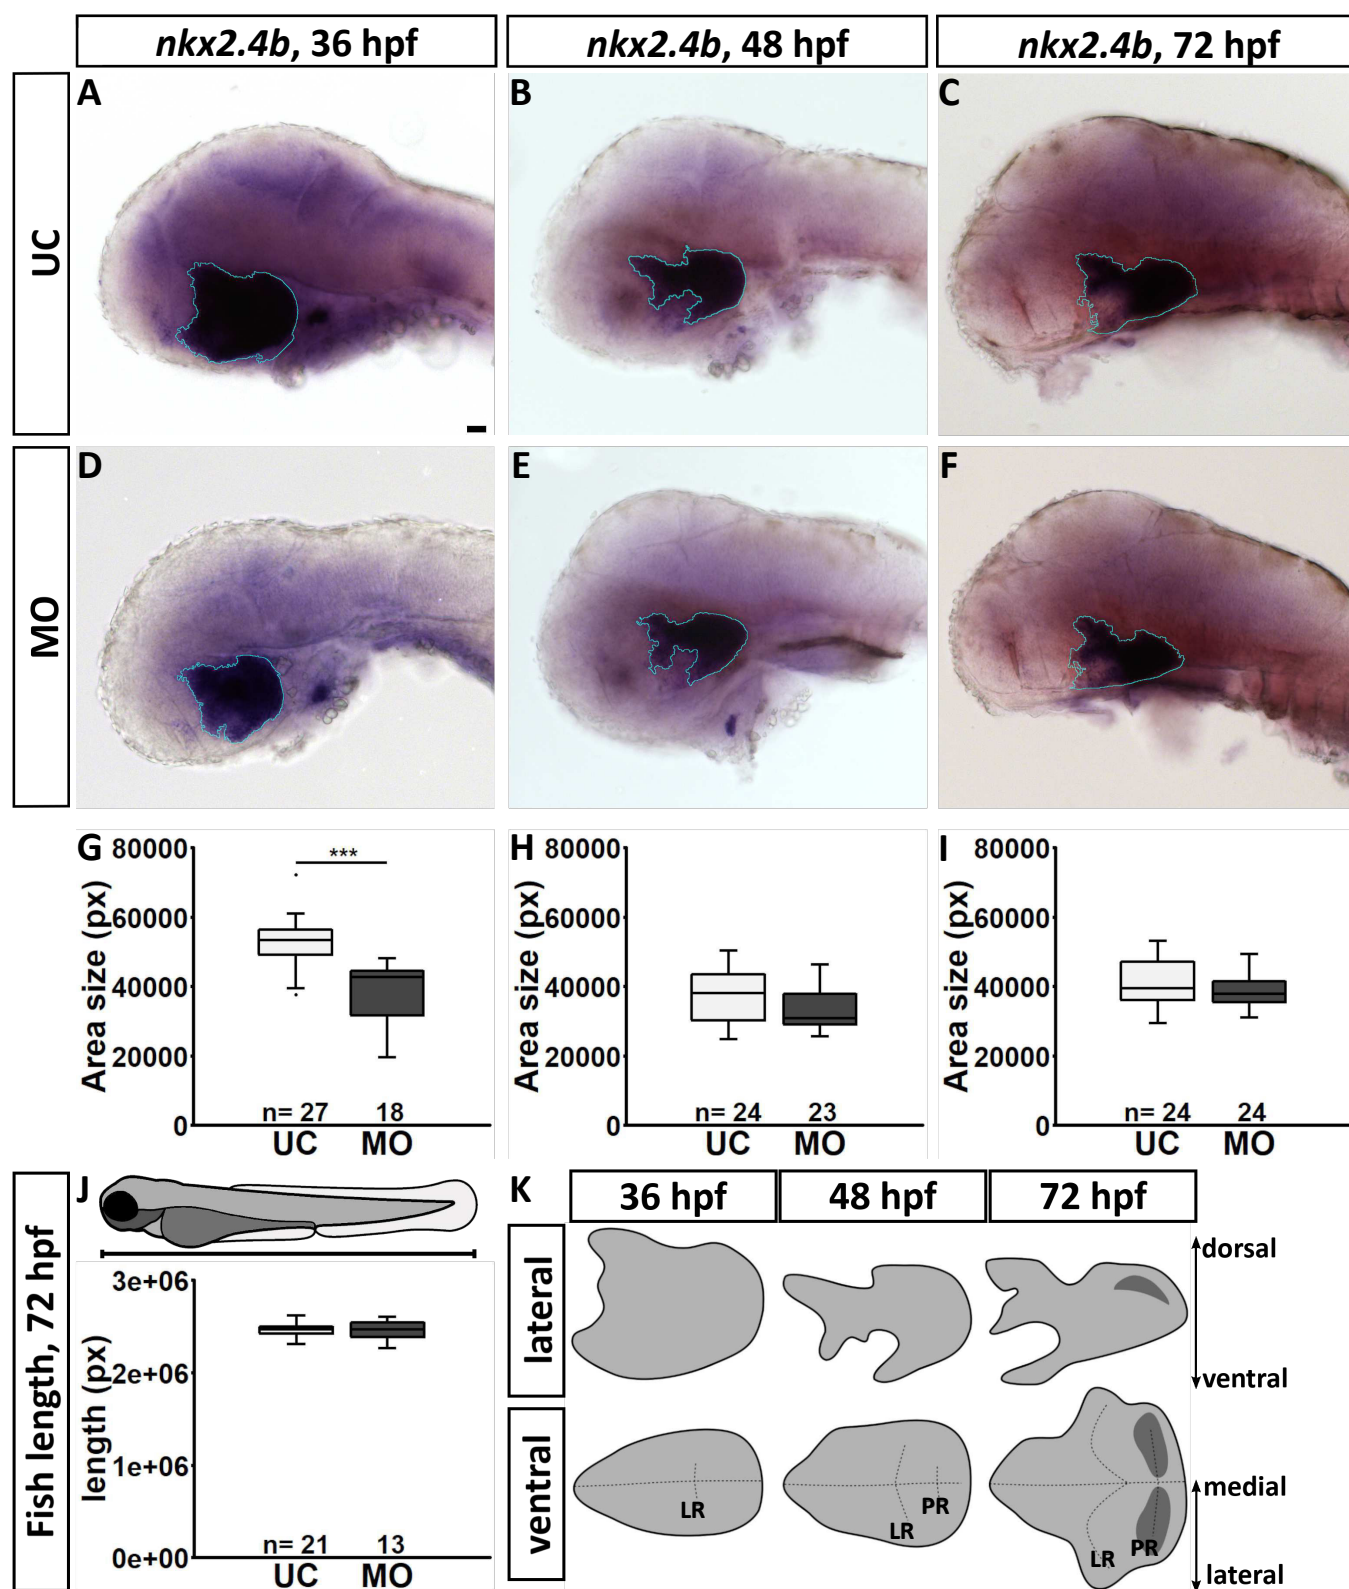 nkx2.4b, 36 hpf
nkx2.4b, 48 hpf
nkx2.4b, 72 hpf
UC
A
B
C
MO
D
E
F
G
Area size (px)
80000
60000
40000
20000
0
***
n= 27
18
UC
MO
H
Area size (px)
80000
60000
40000
20000
0
n= 24
23
UC
MO
I
Area size (px)
80000
60000
40000
20000
0
n= 24
24
UC
MO
Fish length, 72 hpf
J
length (px)
3e+06
2e+06
1e+06
0e+00
n= 21
13
UC
MO
K
36 hpf
48 hpf
72 hpf
lateral
dorsal
ventral
ventral
LR
LR
PR
LR
PR
medial
lateral